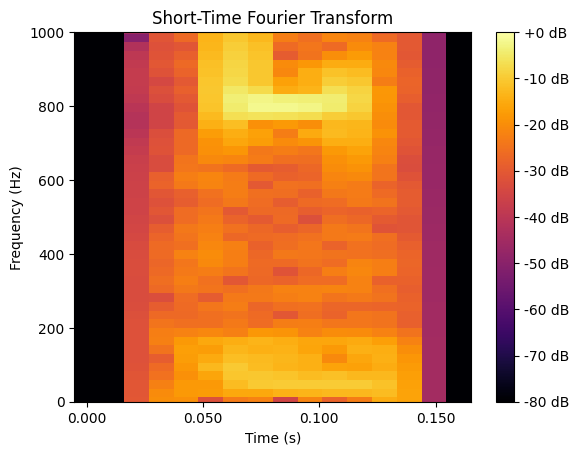 Short-Time Fourier Transform
1000
800
600
400
200
0
Frequency (Hz)
0.000
0.050
0.100
0.150
Time (s)
+0 dB
-10 dB
-20 dB
-30 dB
-40 dB
-50 dB
-60 dB
-70 dB
-80 dB